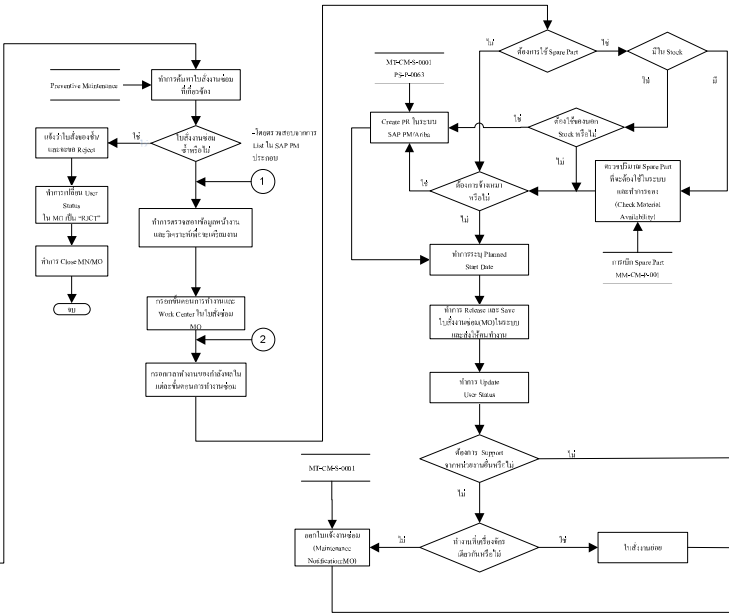 Preventive Maintenance
ทำการค้นหาใบสั่งงานซ่อม
ที่เกี่ยวข้อง
ใบสั่งงานซ่อม
ซ้ำหรือไม่
ใช่
-โดยตรวจสอบจากการ
List ใน SAP PM
ประกอบ
แจ้งว่าใบสั่งของซ้ำ/
และจะขอ Reject
ทำการเปลี่ยน User
Status
ใน MO เป็น "RJCT"
ทำการ Close MN/MO
จบ
1
ทำการตรวจสอบข้อมูลหน้างาน
และวิเคราะห์เพื่อจะเตรียมงาน
กรอกขั้นตอนการทำงานและ
Work Center ในใบสั่งซ่อม
MO
2
กรอกเวลาทำงานของกำลังพลใน
แต่ละขั้นตอนการทำงานซ่อม
ต้องการใช้ Spare Part
ไม่
ใช่
มีใน Stock
ไม่
มี
MT-CM-S-0001
PS-P-0063
Create PR ในระบบ
SAP PM/Ariba
ใช่
ต้องใช้ของนอก
Stock หรือไม่
ไม่
ตรวจปริมาณ Spare Part
ที่จะต้องใช้ในระบบ
และทำการจอง
(Check Material
Availability)
การเบิก Spare Part
MM-CM-P-001
ต้องการจ้างเหมา
หรือไม่
ใช่
ไม่
ทำการระบุ Planned
Start Date
ทำการ Release และ Save
ใบสั่งงานซ่อม(MO)ในระบบ
และส่งให้คนทำงาน
ทำการ Update
User Status
ต้องการ Support
จากหน่วยงานอื่นหรือไม่
ไม่
ไม่
MT-CM-S-0001
ออกใบแจ้งงานซ่อม
(Maintenance
Notification:MO)
ไม่
ทำงานที่เครื่องจักร
เดียวกันหรือไม่
ใช่
ใบสั่งงานย่อย